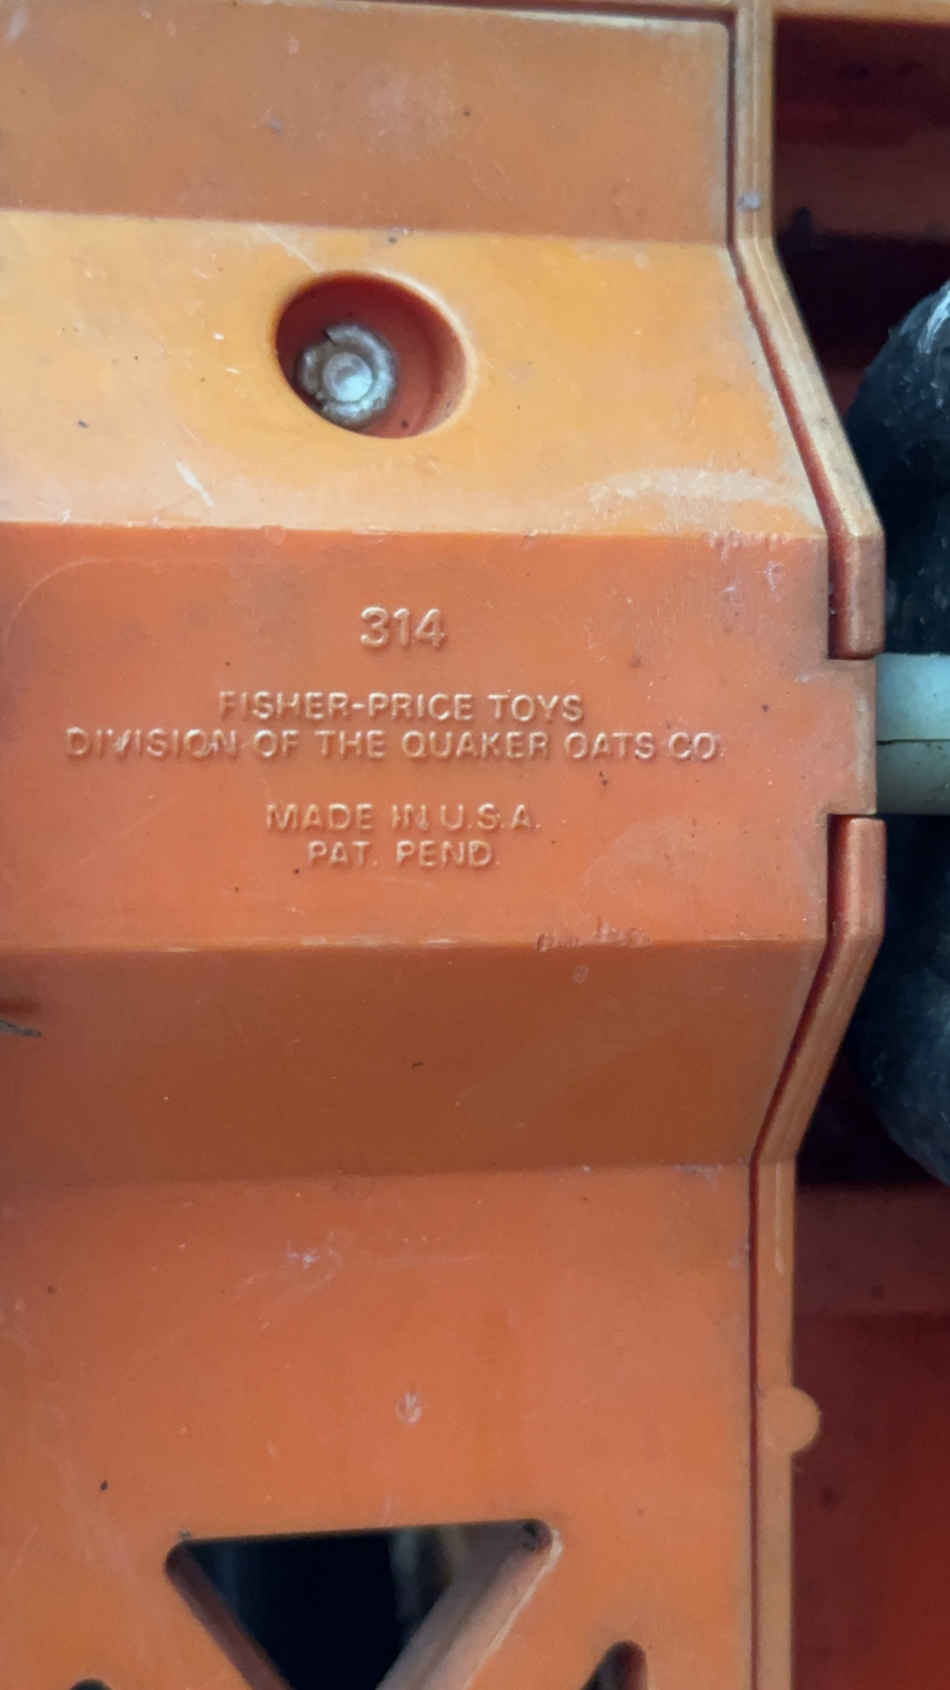 314
FISHER-PRICE TOYS
DIVISION OF THE QUAKER OATS CO.
MADE IN U.S.A.
PAT. PEND.